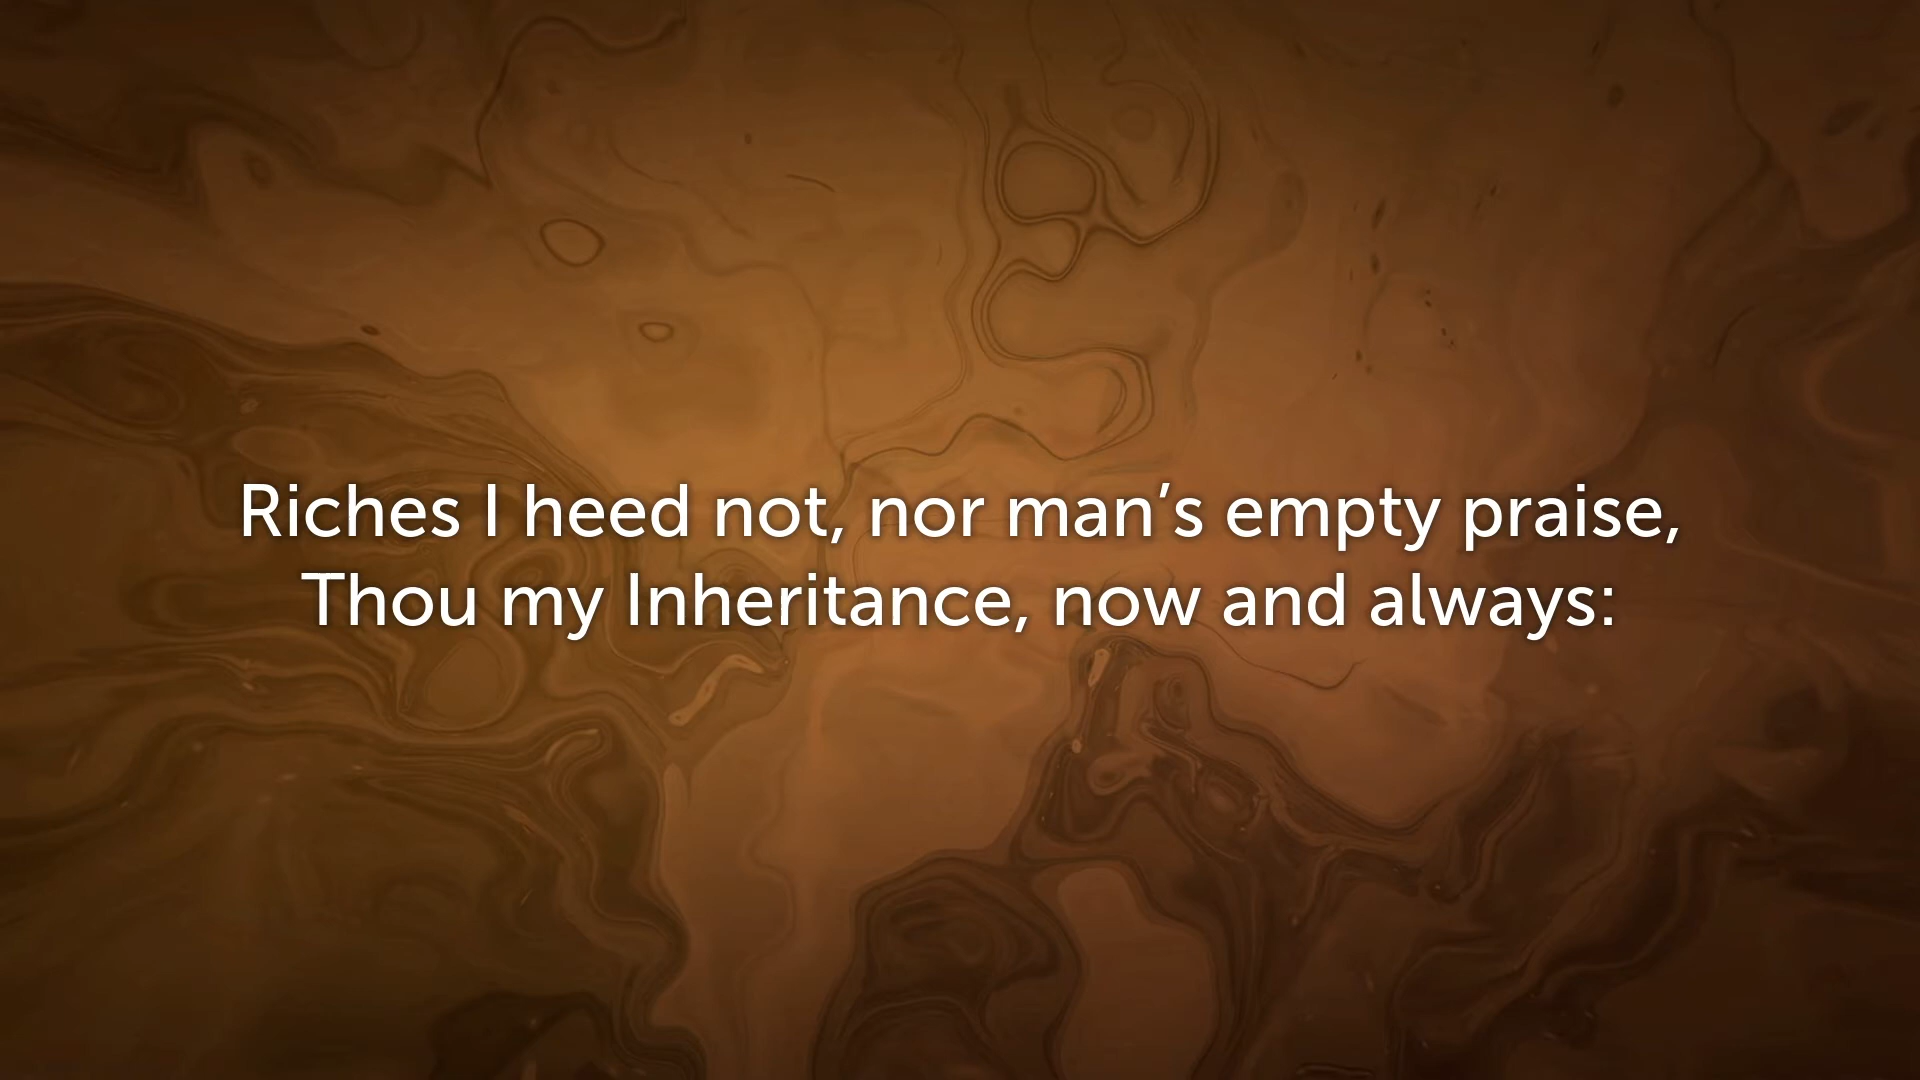 Riches I heed not, nor man’s empty praise,
Thou my Inheritance, now and always: